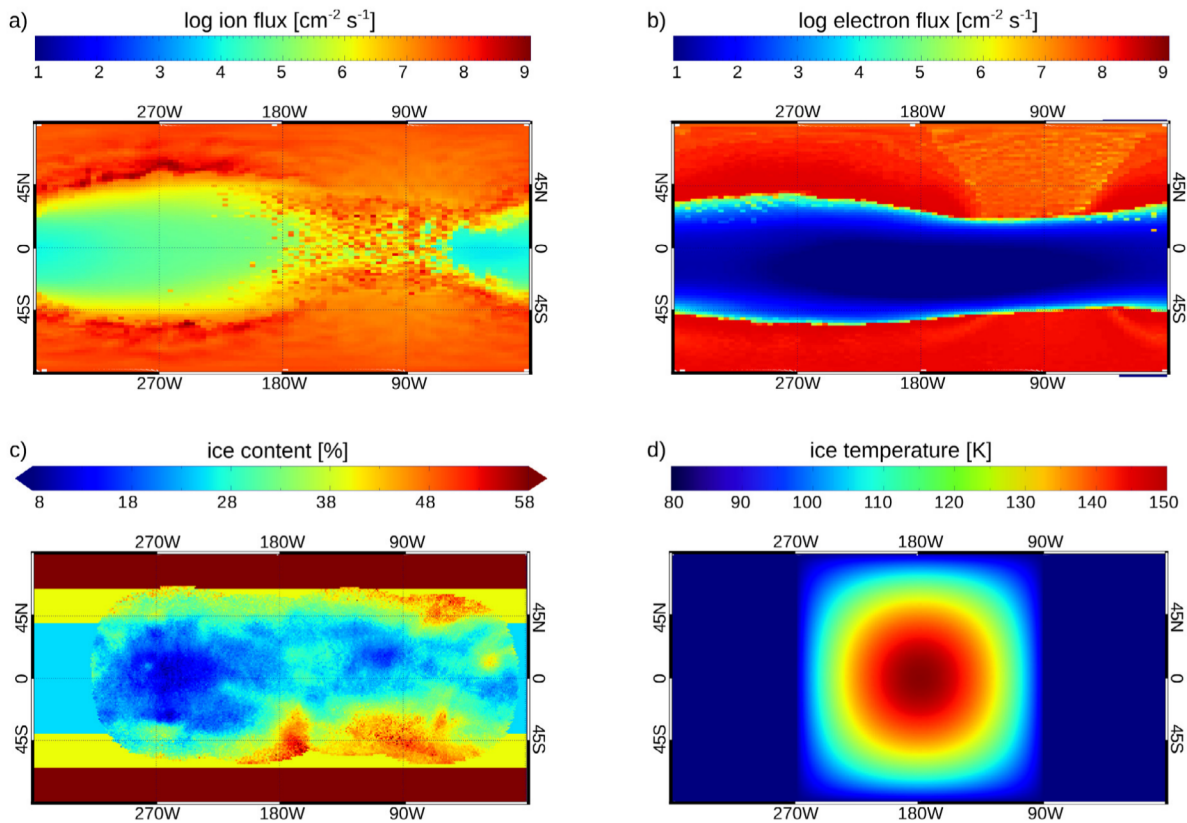 a) log ion flux [cm-2 s-1]
1 2 3 4 5 6 7 8 9
270W 180W 90W
45N 0 45S
45N 0 45S
270W 180W 90W
b) log electron flux [cm-2 s-1]
1 2 3 4 5 6 7 8 9
270W 180W 90W
45N 0 45S
45N 0 45S
270W 180W 90W
c) ice content [%]
8 18 28 38 48 58
270W 180W 90W
45N 0 45S
45N 0 45S
270W 180W 90W
d) ice temperature [K]
80 90 100 110 120 130 140 150
270W 180W 90W
45N 0 45S
45N 0 45S
270W 180W 90W